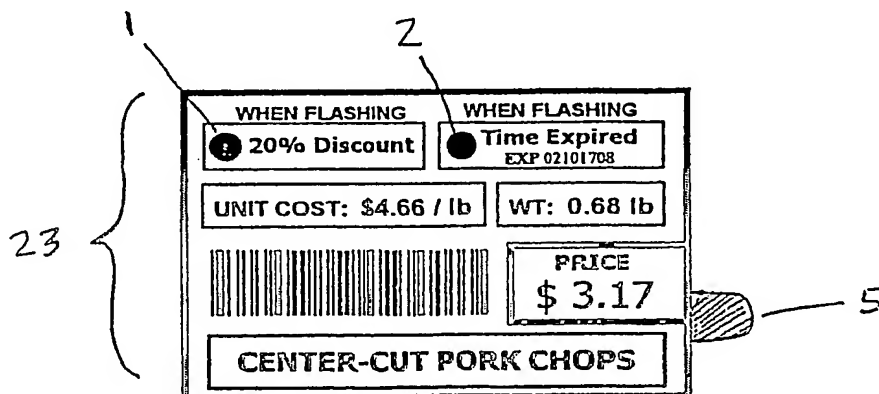 1 2
WHEN FLASHING WHEN FLASHING
20% Discount Time Expired
EXP 02101708
UNIT COST: $4.66 / lb WT: 0.68 lb
23
PRICE
$ 3.17
5
CENTER-CUT PORK CHOPS